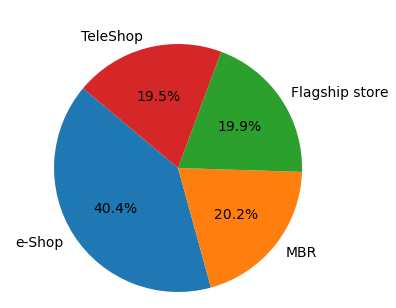 TeleShop
Flagship store
19.5%
19.9%
40.4%
20.2%
e-Shop
MBR